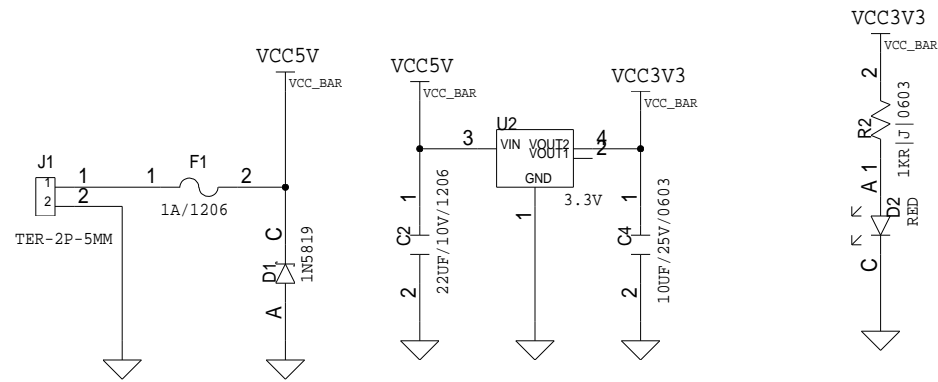 VCC5V
VCC_BAR
J1
1
2
1
2
TER-2P-5MM
F1
1
2
1A/1206
C
D1
1N5819
A
VCC5V
VCC_BAR
1
C2
22UF/10V/1206
2
U2
3
VIN
VOUT2
VOUT1
GND
4
2
1
3.3V
VCC3V3
VCC_BAR
1
C4
10UF/25V/0603
2
VCC3V3
VCC_BAR
2
R2
1KR|J|0603
1
A
D2
RED
C